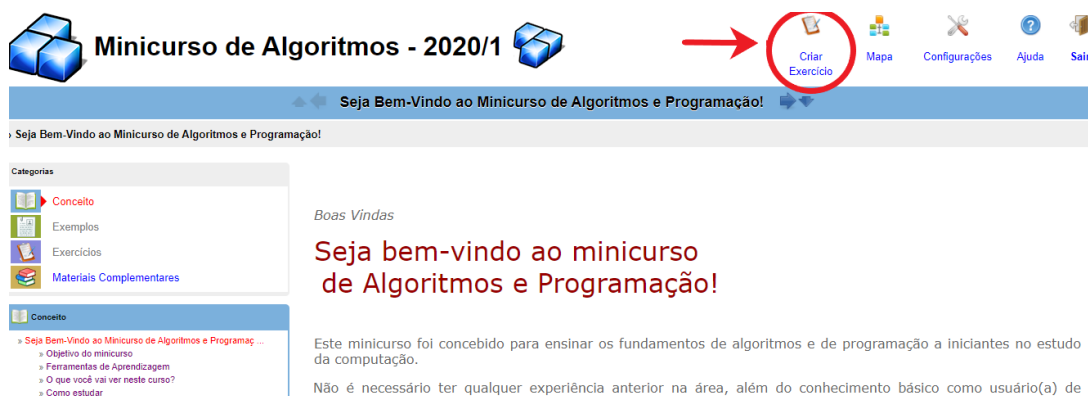 Minicurso de Algoritmos - 2020/1
Criar
Exercício
Mapa
Configurações
Ajuda
Sair
Seja Bem-Vindo ao Minicurso de Algoritmos e Programação!
» Seja Bem-Vindo ao Minicurso de Algoritmos e Programação!
Categorias
Conceito
Exemplos
Exercícios
Materiais Complementares
Conceito
» Seja Bem-Vindo ao Minicurso de Algoritmos e Programaç ...
» Objetivo do minicurso
» Ferramentas de Aprendizagem
» O que você vai ver neste curso?
» Como estudar
Boas Vindas
Seja bem-vindo ao minicurso
de Algoritmos e Programação!
Este minicurso foi concebido para ensinar os fundamentos de algoritmos e de programação a iniciantes no estudo
da computação.
Não é necessário ter qualquer experiência anterior na área, além do conhecimento básico como usuário(a) de